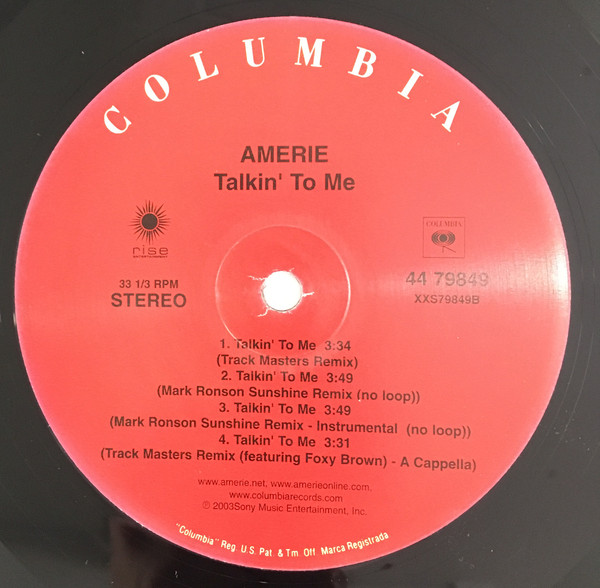 COLUMBIA
AMERIE
Talkin' To Me
rise
COLUMBIA
33 1/3 RPM
STEREO
44 79849
XXS79849B
1. Talkin' To Me 3:34
(Track Masters Remix)
2. Talkin' To Me 3:49
(Mark Ronson Sunshine Remix (no loop))
3. Talkin' To Me 3:49
(Mark Ronson Sunshine Remix - Instrumental (no loop))
4. Talkin' To Me 3:31
(Track Masters Remix (featuring Foxy Brown) - A Cappella)
www.amerie.net, www.amerieonline.com,
www.columbiarecords.com
℗ 2003Sony Music Entertainment, Inc.
"Columbia" Reg. U.S. Pat. & Tm. Off. Marca Registrada